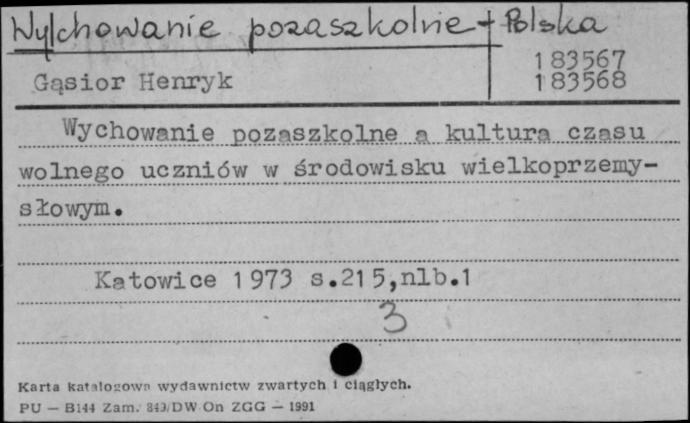 Wychowanie pozaszkolne - Polska
183567
Gąsior Henryk 183568
Wychowanie pozaszkolne a kultura czasu
wolnego uczniów w środowisku wielkoprzemy-
słowym.
Katowice 1973 s.215,nlb.1
3
Karta katalogowa wydawnictw zwartych i ciągłych.
PU — B144 Zam. 843/DW On ZGG — 1991